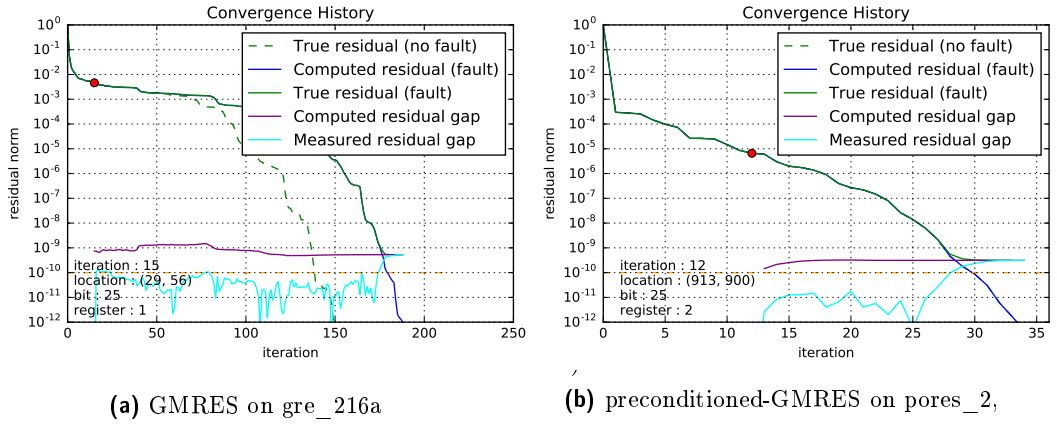 Convergence History
10^0
10^-1
10^-2
10^-3
10^-4
10^-5
10^-6
10^-7
10^-8
10^-9
10^-10
10^-11
10^-12
residual norm
True residual (no fault)
Computed residual (fault)
True residual (fault)
Computed residual gap
Measured residual gap
iteration : 15
location : (29, 56)
bit : 25
register : 1
0 50 100 150 200 250
iteration
(a) GMRES on gre_216a
Convergence History
10^0
10^-1
10^-2
10^-3
10^-4
10^-5
10^-6
10^-7
10^-8
10^-9
10^-10
10^-11
10^-12
residual norm
True residual (no fault)
Computed residual (fault)
True residual (fault)
Computed residual gap
Measured residual gap
iteration : 12
location : (913, 900)
bit : 25
register : 2
0 5 10 15 20 25 30 35
iteration
,
(b) preconditioned-GMRES on pores_2,